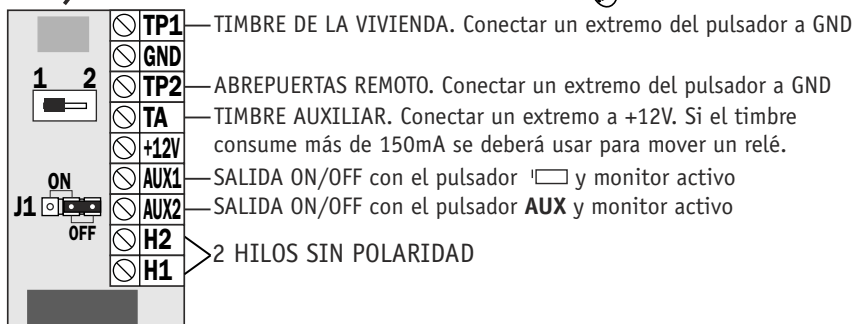 TP1 TIMBRE DE LA VIVIENDA. Conectar un extremo del pulsador a GND
GND
1 2
TP2 ABREPUERTAS REMOTO. Conectar un extremo del pulsador a GND
TA TIMBRE AUXILIAR. Conectar un extremo a +12V. Si el timbre
+12V consume más de 150mA se deberá usar para mover un relé.
ON
AUX1 SALIDA ON/OFF con el pulsador y monitor activo
J1
AUX2 SALIDA ON/OFF con el pulsador AUX y monitor activo
OFF
H2
2 HILOS SIN POLARIDAD
H1